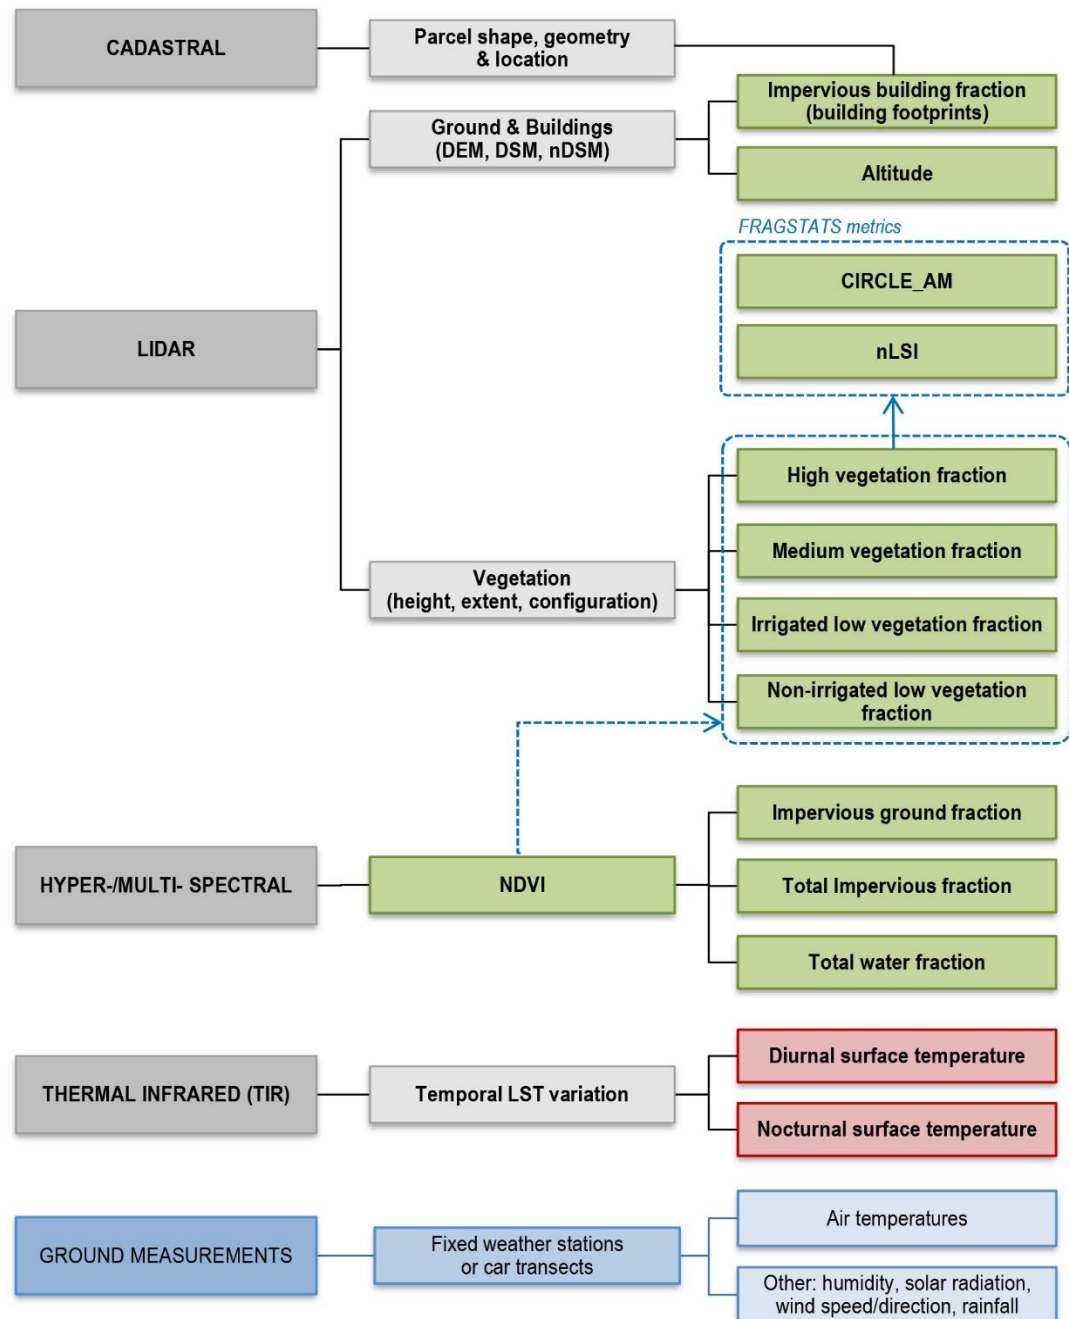 CADASTRAL
Parcel shape, geometry
& location
Impervious building fraction
(building footprints)
Ground & Buildings
(DEM, DSM, nDSM)
Altitude
FRAGSTATS metrics
CIRCLE_AM
LIDAR
nLSI
High vegetation fraction
Medium vegetation fraction
Vegetation
(height, extent, configuration)
Irrigated low vegetation fraction
Non-irrigated low vegetation
fraction
Impervious ground fraction
HYPER-/MULTI- SPECTRAL
NDVI
Total Impervious fraction
Total water fraction
Diurnal surface temperature
THERMAL INFRARED (TIR)
Temporal LST variation
Nocturnal surface temperature
GROUND MEASUREMENTS
Fixed weather stations
or car transects
Air temperatures
Other: humidity, solar radiation,
wind speed/direction, rainfall